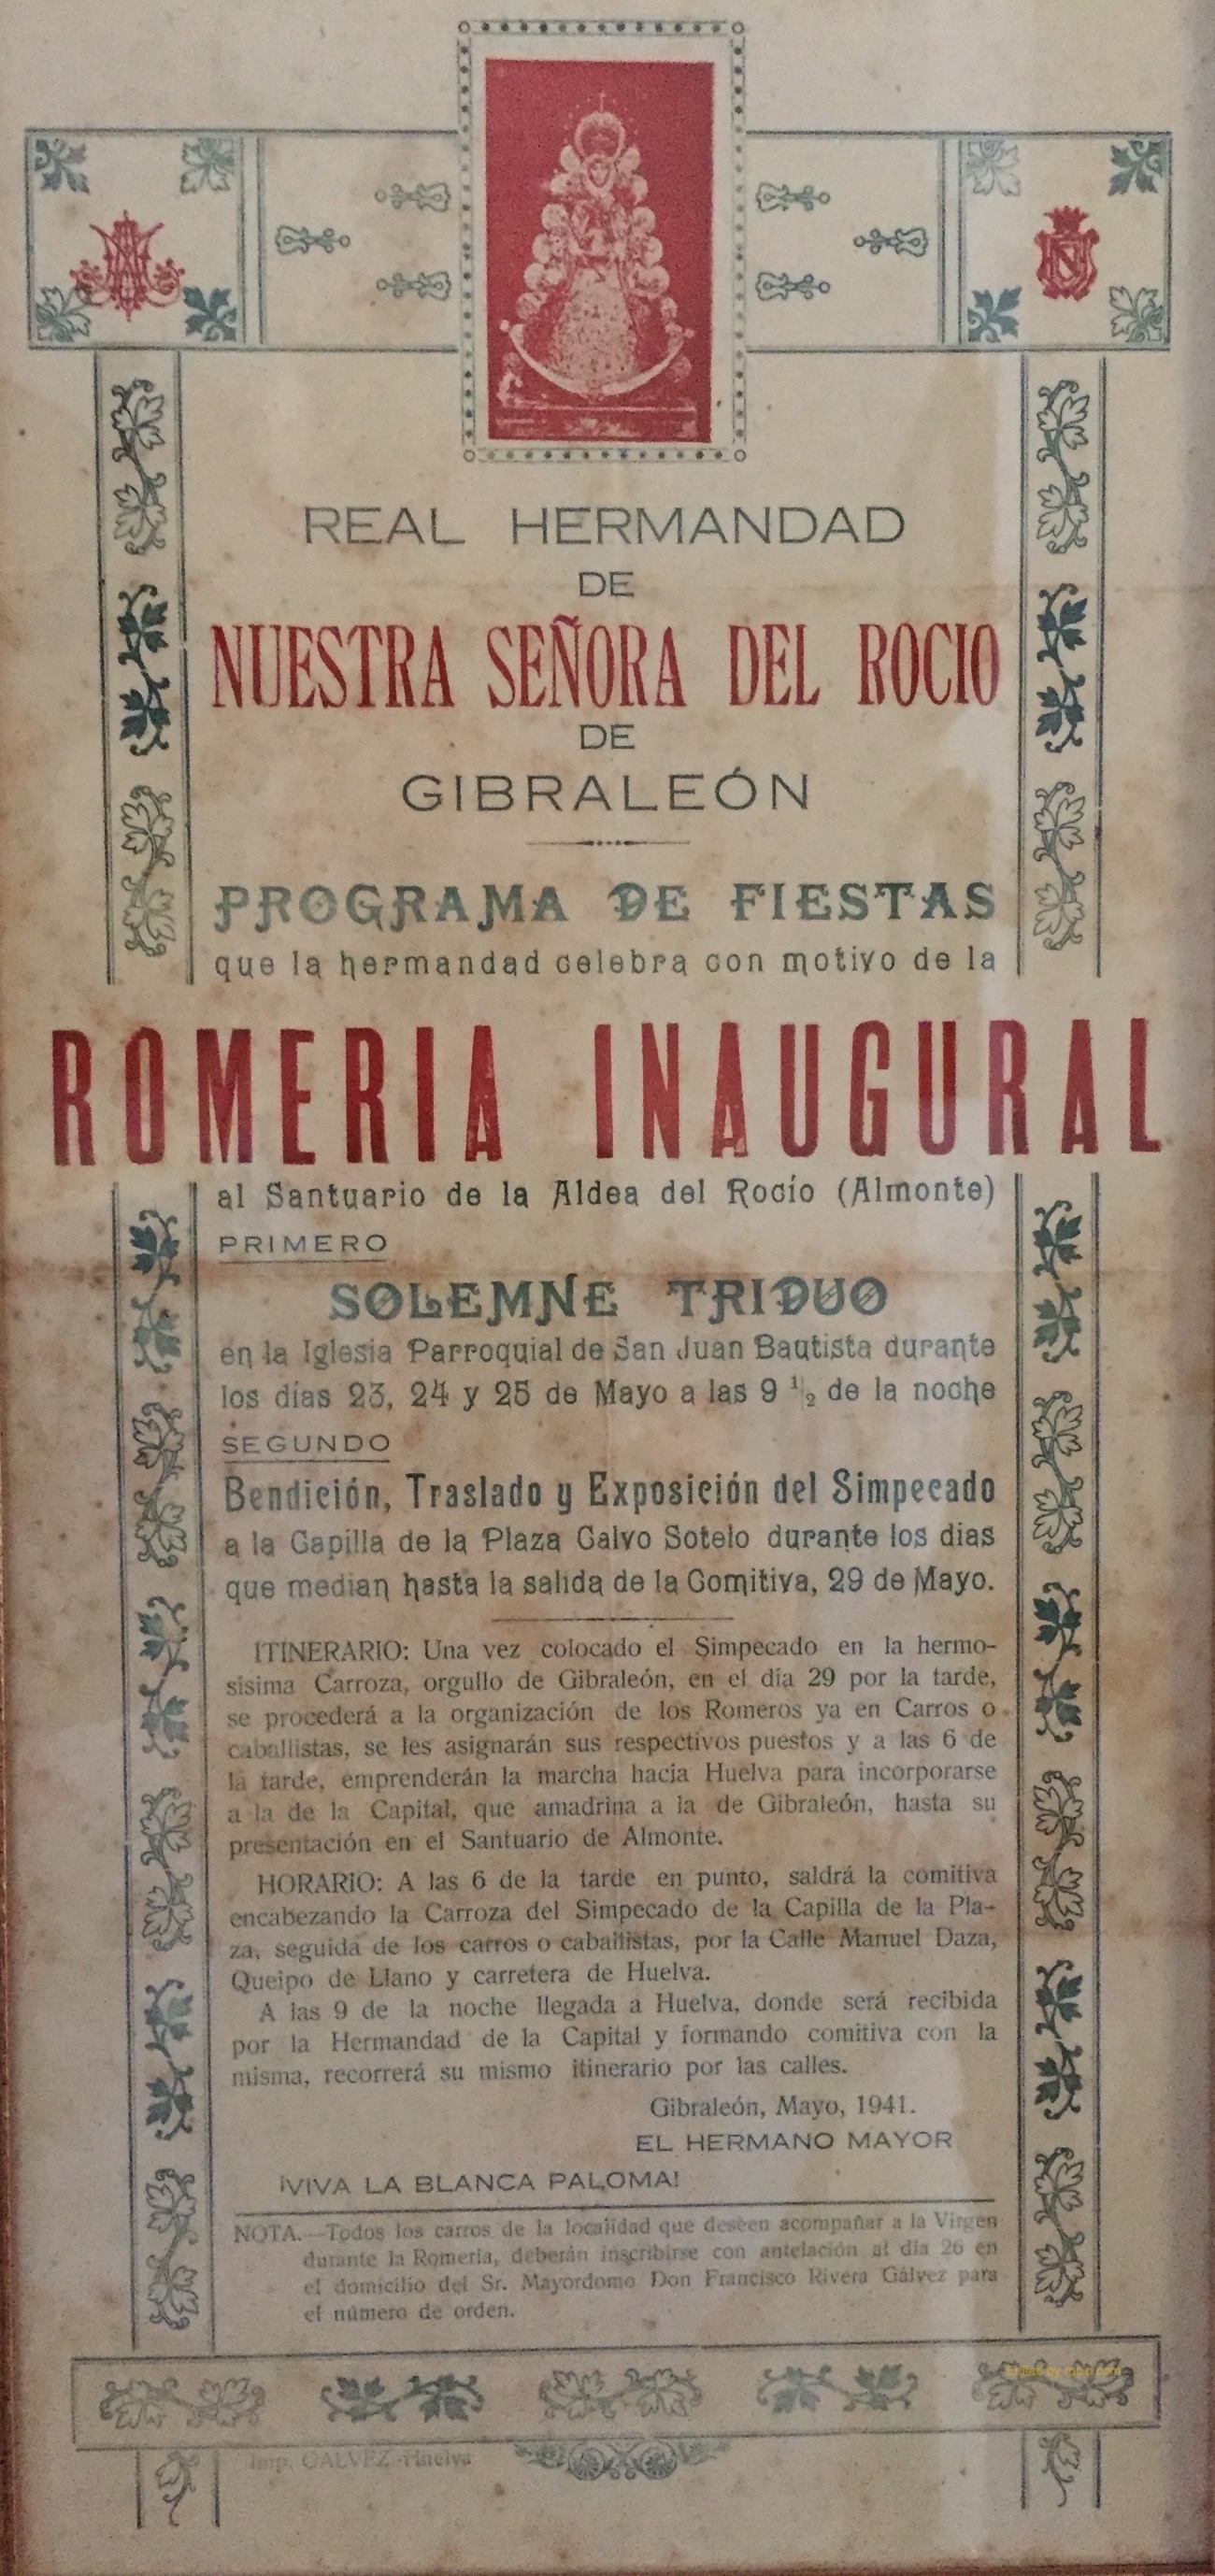 REAL HERMANDAD
DE
NUESTRA SEÑORA DEL ROCIO
DE
GIBRALEÓN
PROGRAMA DE FIESTAS
que la hermandad celebra con motivo de la
ROMERIA INAUGURAL
al Santuario de la Aldea del Rocío (Almonte)
PRIMERO
SOLEMNE TRIDUO
en la Iglesia Parroquial de San Juan Bautista durante
los días 23, 24 y 25 de Mayo a las 9 ½ de la noche
SEGUNDO
Bendición, Traslado y Exposición del Simpecado
a la Capilla de la Plaza Calvo Sotelo durante los dias
que median hasta la salida de la Comitiva, 29 de Mayo.
ITINERARIO: Una vez colocado el Simpecado en la hermo-
sísima Carroza, orgullo de Gibraleón, en el día 29 por la tarde,
se procederá a la organización de los Romeros ya en Carros o
caballistas, se les asignarán sus respectivos puestos y a las 6 de
la tarde, emprenderán la marcha hacia Huelva para incorporarse
a la de la Capital, que amadrina a la de Gibraleón, hasta su
presentación en el Santuario de Almonte.
HORARIO: A las 6 de la tarde en punto, saldrá la comitiva
encabezando la Carroza del Simpecado de la Capilla de la Pla-
za, seguida de los carros o caballistas, por la Calle Manuel Daza,
Queipo de Llano y carretera de Huelva.
A las 9 de la noche llegada a Huelva, donde será recibida
por la Hermandad de la Capital y formando comitiva con la
misma, recorrerá su mismo itinerario por las calles.
Gibraleón, Mayo, 1941.
EL HERMANO MAYOR
¡VIVA LA BLANCA PALOMA!
NOTA.—Todos los carros de la localidad que deseen acompañar a la Virgen
durante la Romería, deberán inscribirse con antelación al día 26 en
el domicilio del Sr. Mayordomo Don Francisco Rivera Gálvez para
el número de orden.
Imp. GALVEZ.-Huelva